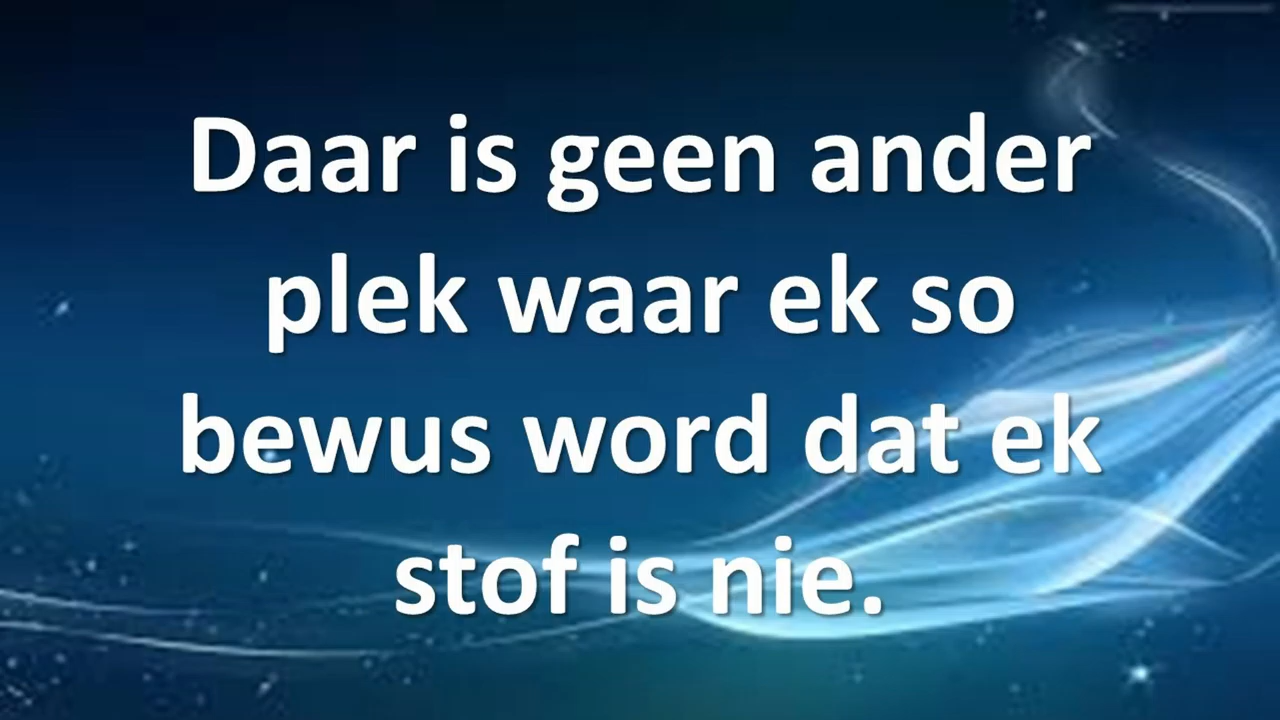 Daar is geen ander
plek waar ek so
bewus word dat ek
stof is nie.